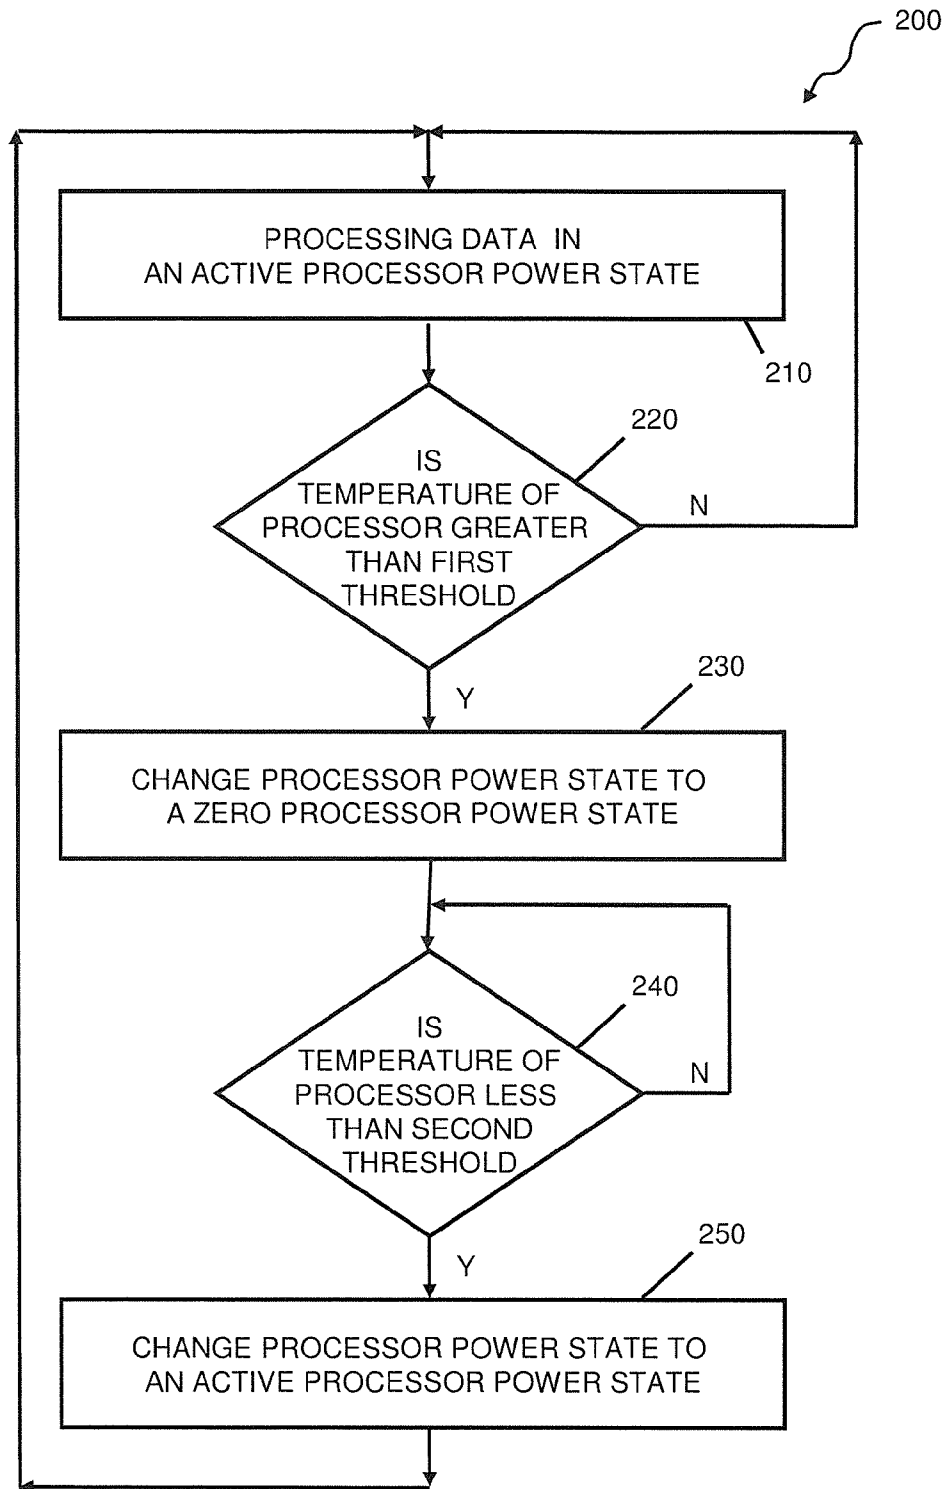 200
PROCESSING DATA IN
AN ACTIVE PROCESSOR POWER STATE
210
220
IS
TEMPERATURE OF
PROCESSOR GREATER
THAN FIRST
THRESHOLD
N
Y
230
CHANGE PROCESSOR POWER STATE TO
A ZERO PROCESSOR POWER STATE
240
IS
TEMPERATURE OF
PROCESSOR LESS
THAN SECOND
THRESHOLD
N
Y
250
CHANGE PROCESSOR POWER STATE TO
AN ACTIVE PROCESSOR POWER STATE